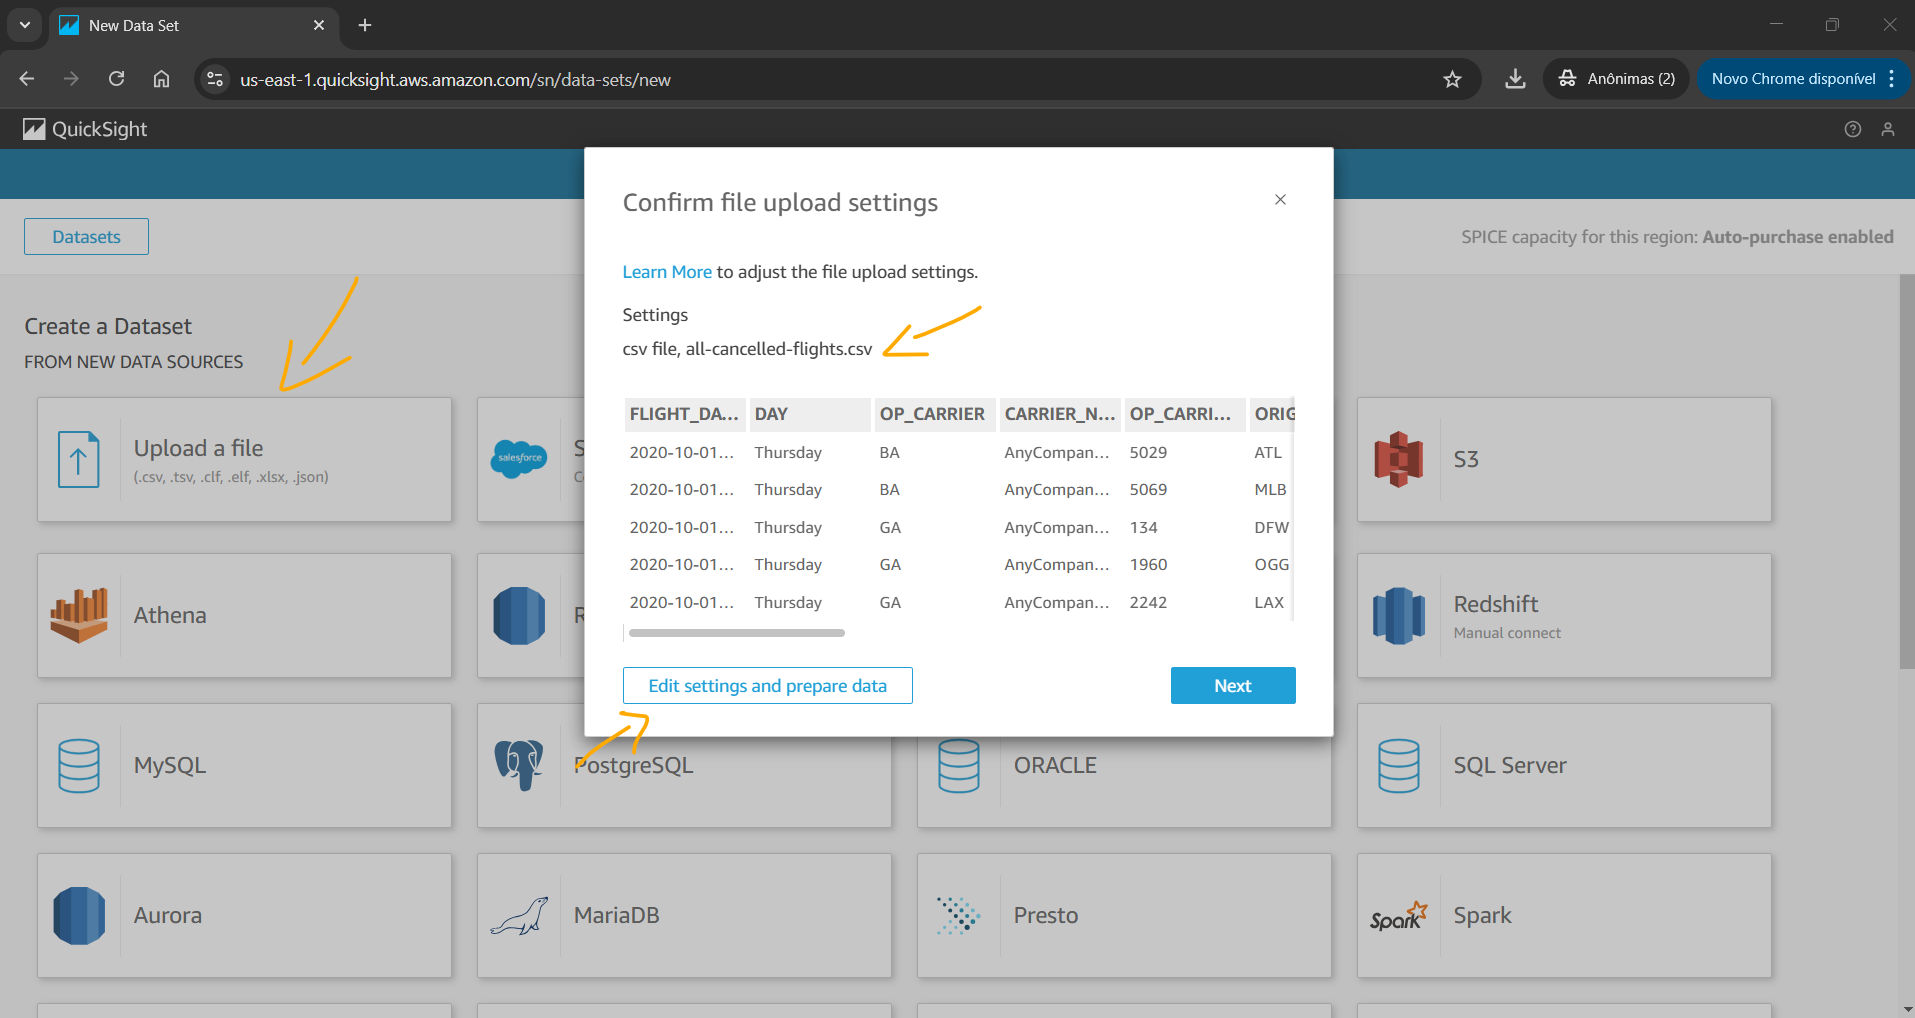 New Data Set
us-east-1.quicksight.aws.amazon.com/sn/data-sets/new
Anônimas (2)
Novo Chrome disponível
QuickSight
Datasets
SPICE capacity for this region: Auto-purchase enabled
Create a Dataset
FROM NEW DATA SOURCES
Upload a file
(.csv, .tsv, .clf, .elf, .xlsx, .json)
salesforce
S3
Athena
Redshift
Manual connect
MySQL
PostgreSQL
ORACLE
SQL Server
Aurora
MariaDB
Presto
Spark
Spark
Confirm file upload settings
Learn More to adjust the file upload settings.
Settings
csv file, all-cancelled-flights.csv
FLIGHT_DA... DAY OP_CARRIER CARRIER_N... OP_CARRI... ORIG
2020-10-01... Thursday BA AnyCompan... 5029 ATL
2020-10-01... Thursday BA AnyCompan... 5069 MLB
2020-10-01... Thursday GA AnyCompan... 134 DFW
2020-10-01... Thursday GA AnyCompan... 1960 OGG
2020-10-01... Thursday GA AnyCompan... 2242 LAX
Edit settings and prepare data
Next